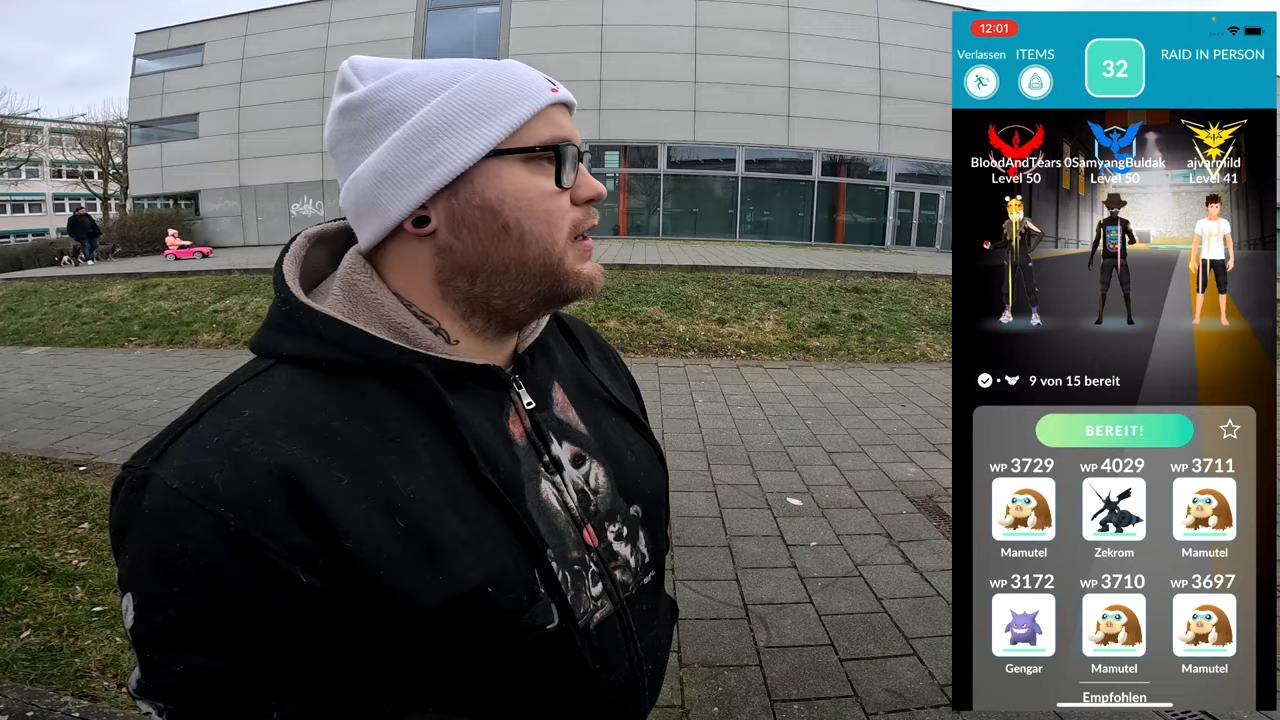 12:01
Verlassen
ITEMS
32
RAID IN PERSON
BloodAndTears 0
SamyangBuldak
ajvarmild
Level 50
Level 50
Level 41
9 von 15 bereit
BEREIT!
WP 3729
WP 4029
WP 3711
Mamutel
Zekrom
Mamutel
WP 3172
WP 3710
WP 3697
Gengar
Mamutel
Mamutel
Empfohlen